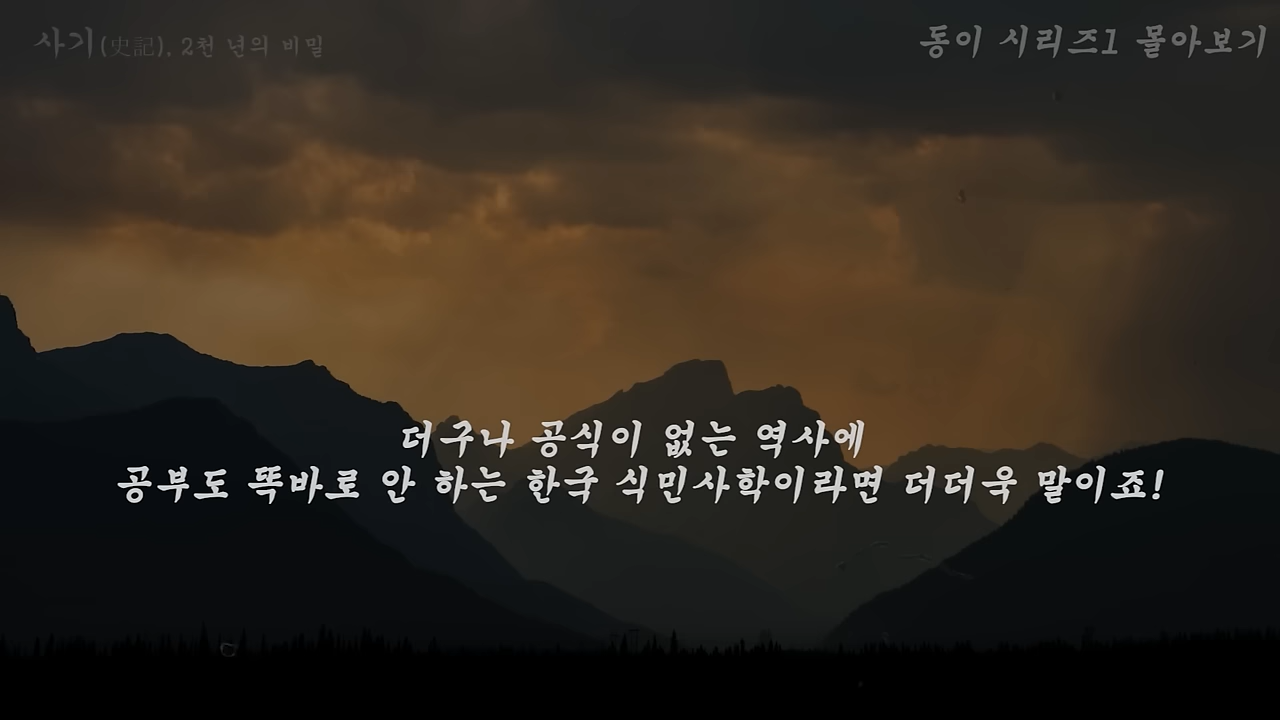 사기(史記), 2천 년의 비밀
동이 시리즈1 몰아보기
더구나 공식이 없는 역사에
공부도 똑바로 안 하는 한국 식민사학이라면 더더욱 말이죠!